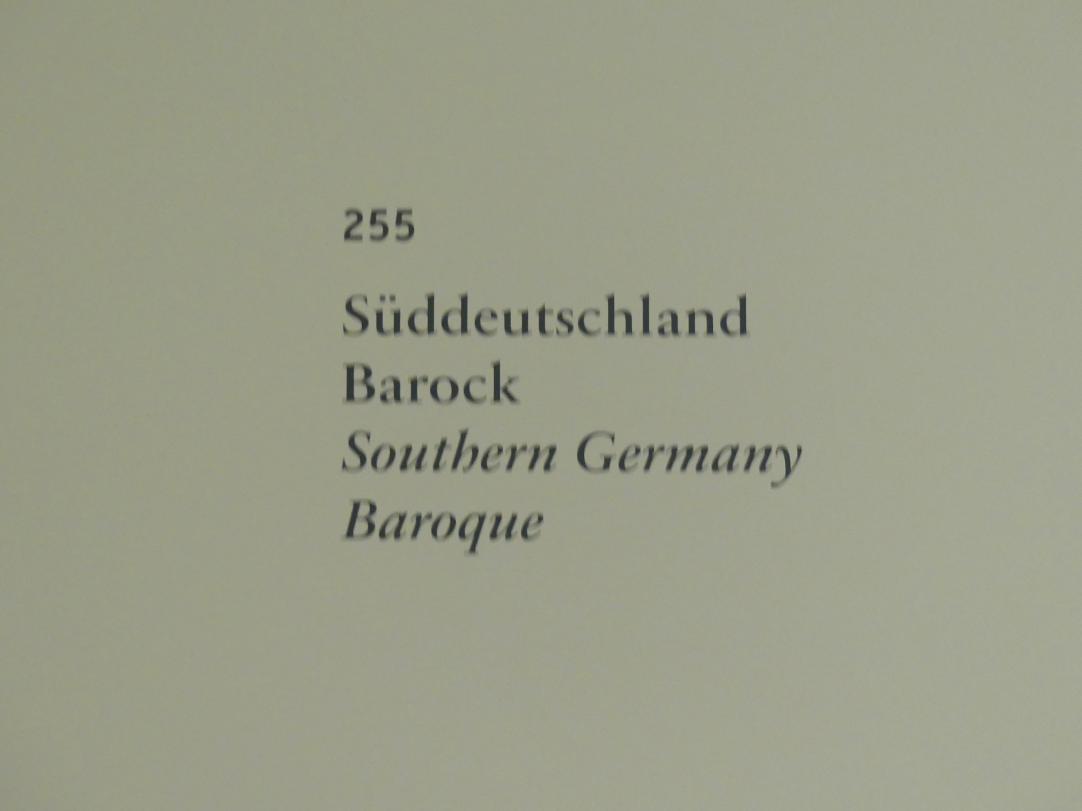 255
Süddeutschland
Barock
Southern Germany
Baroque